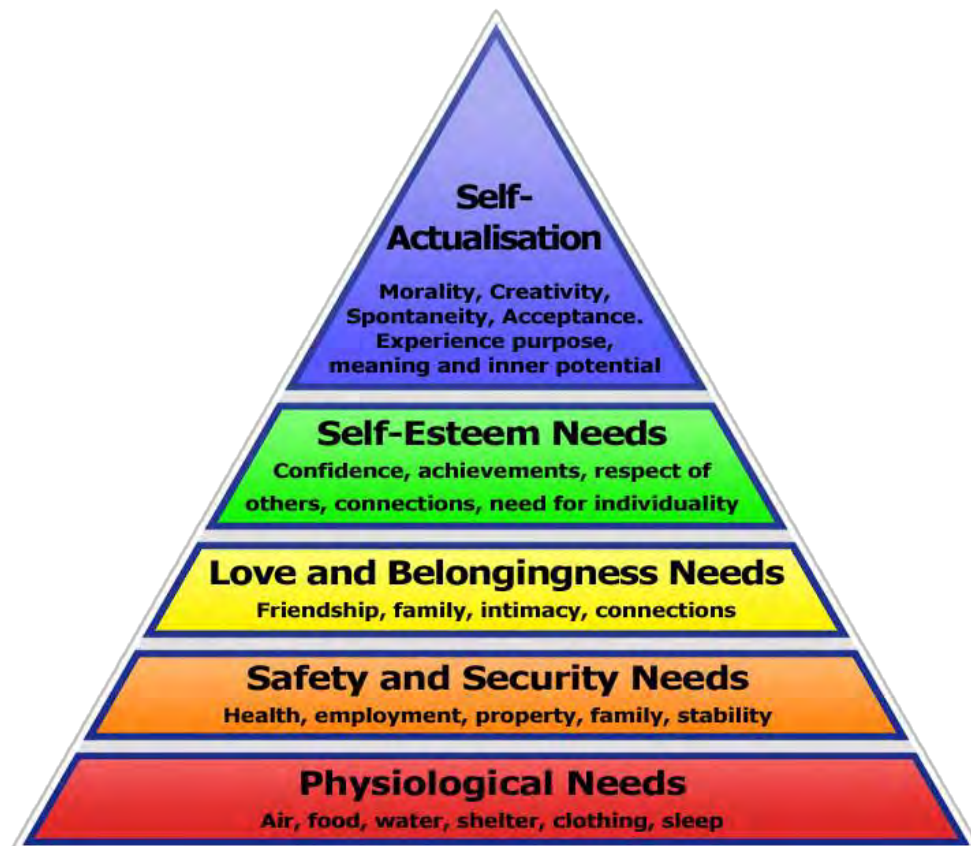 Self-
Actualisation
Morality, Creativity,
Spontaneity, Acceptance.
Experience purpose,
meaning and inner potential
Self-Esteem Needs
Confidence, achievements, respect of
others, connections, need for individuality
Love and Belongingness Needs
Friendship, family, intimacy, connections
Safety and Security Needs
Health, employment, property, family, stability
Physiological Needs
Air, food, water, shelter, clothing, sleep